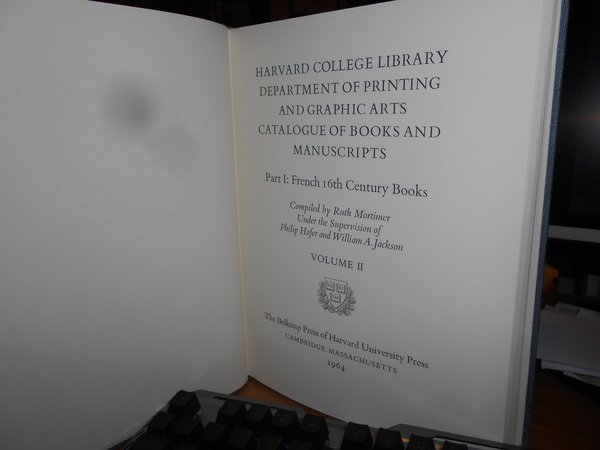 HARVARD COLLEGE LIBRARY
DEPARTMENT OF PRINTING
AND GRAPHIC ARTS
CATALOGUE OF BOOKS AND
MANUSCRIPTS
Part I: French 16th Century Books
Compiled by Ruth Mortimer
Under the Supervision of
Philip Hofer and William A. Jackson
VOLUME II
The Belknap Press of Harvard University Press
CAMBRIDGE, MASSACHUSETTS
1964